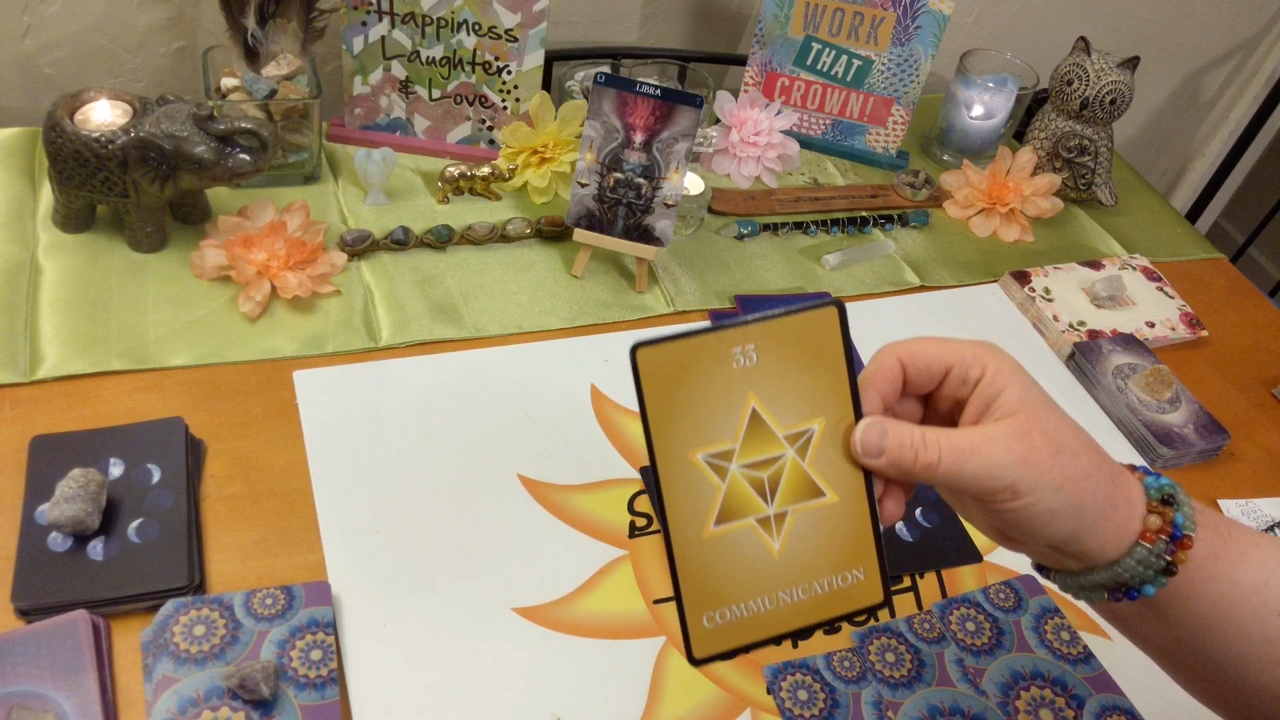 Happiness
Laughter
& Love
WORK
THAT
CROWN!
LIBRA
33
COMMUNICATION